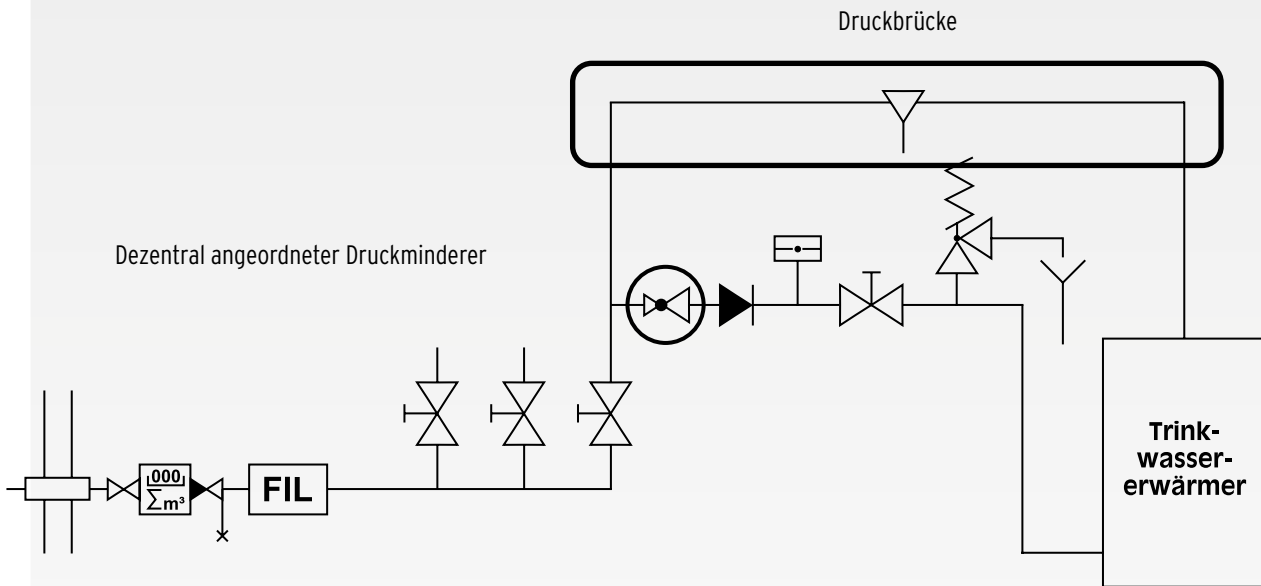 Druckbrücke
Dezentral angeordneter Druckminderer
000
∑m³
FIL
Trink-
wasser-
erwärmer